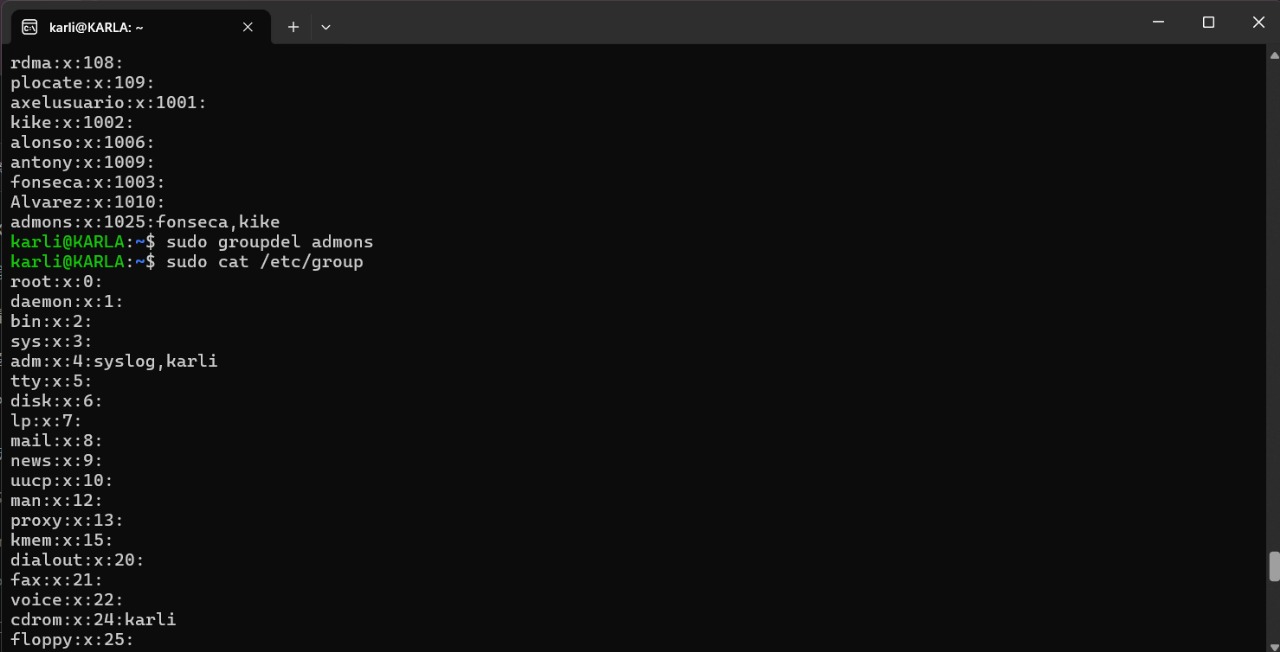 karli@KARLA: ~
rdma:x:108:
plocate:x:109:
axelusuario:x:1001:
kike:x:1002:
alonso:x:1006:
antony:x:1009:
fonseca:x:1003:
Alvarez:x:1010:
admons:x:1025:fonseca,kike
karli@KARLA:~$ sudo groupdel admons
karli@KARLA:~$ sudo cat /etc/group
root:x:0:
daemon:x:1:
bin:x:2:
sys:x:3:
adm:x:4:syslog,karli
tty:x:5:
disk:x:6:
lp:x:7:
mail:x:8:
news:x:9:
uucp:x:10:
man:x:12:
proxy:x:13:
kmem:x:15:
dialout:x:20:
fax:x:21:
voice:x:22:
cdrom:x:24:karli
floppy:x:25: